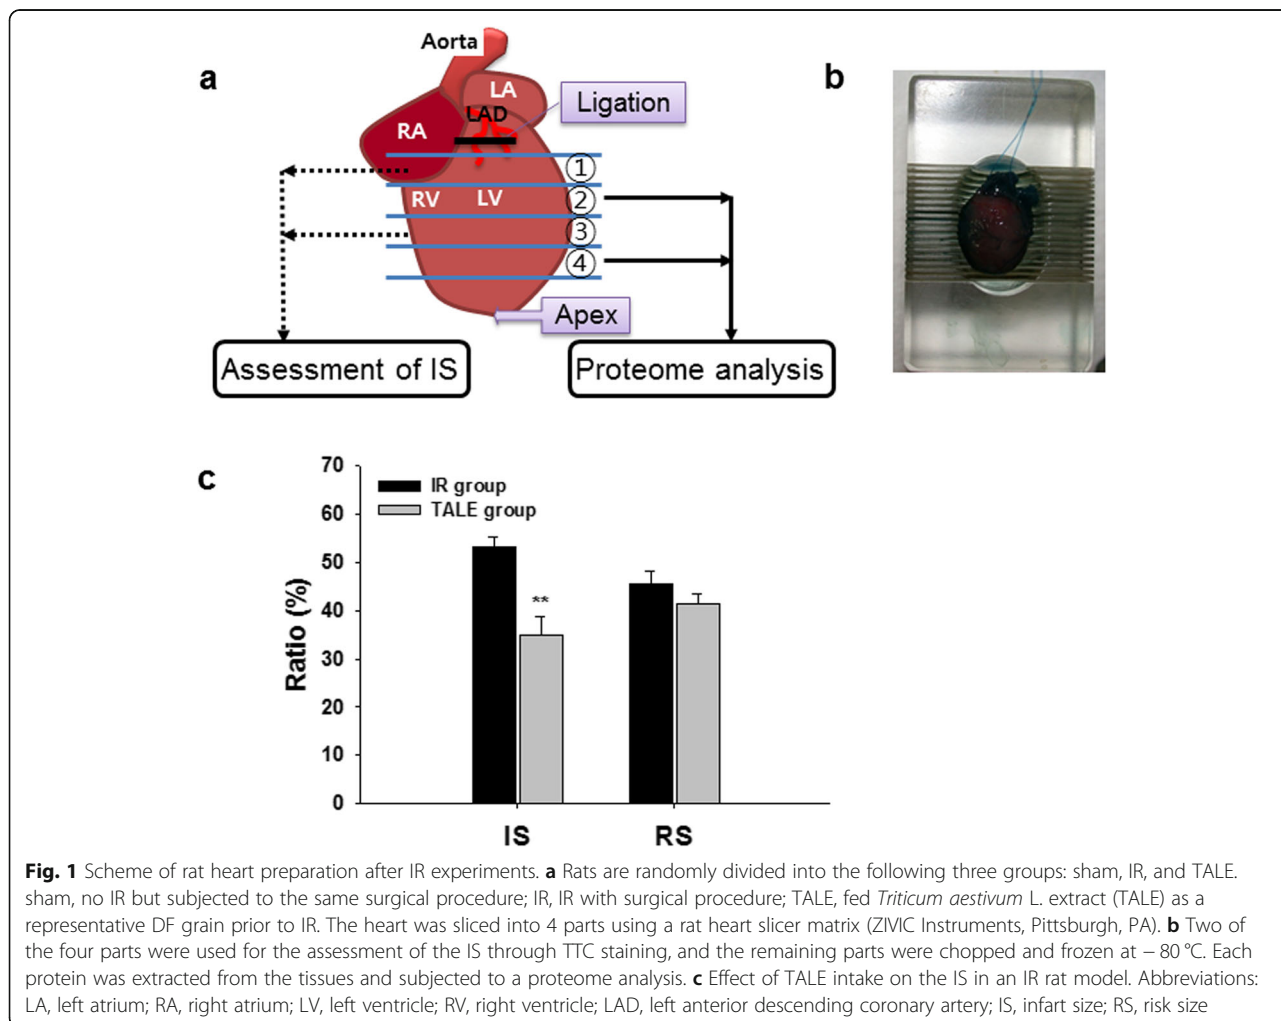 a
Aorta
LA
LAD
RA
Ligation
b
1
RV
LV
2
3
4
Apex
Assessment of IS
Proteome analysis
c
70
60
50
40
30
20
10
0
Ratio (%)
IR group
TALE group
**
IS
RS
Fig. 1 Scheme of rat heart preparation after IR experiments. a Rats are randomly divided into the following three groups: sham, IR, and TALE.
sham, no IR but subjected to the same surgical procedure; IR, IR with surgical procedure; TALE, fed Triticum aestivum L. extract (TALE) as a
representative DF grain prior to IR. The heart was sliced into 4 parts using a rat heart slicer matrix (ZIVIC Instruments, Pittsburgh, PA). b Two of
the four parts were used for the assessment of the IS through TTC staining, and the remaining parts were chopped and frozen at − 80 °C. Each
protein was extracted from the tissues and subjected to a proteome analysis. c Effect of TALE intake on the IS in an IR rat model. Abbreviations:
LA, left atrium; RA, right atrium; LV, left ventricle; RV, right ventricle; LAD, left anterior descending coronary artery; IS, infart size; RS, risk size